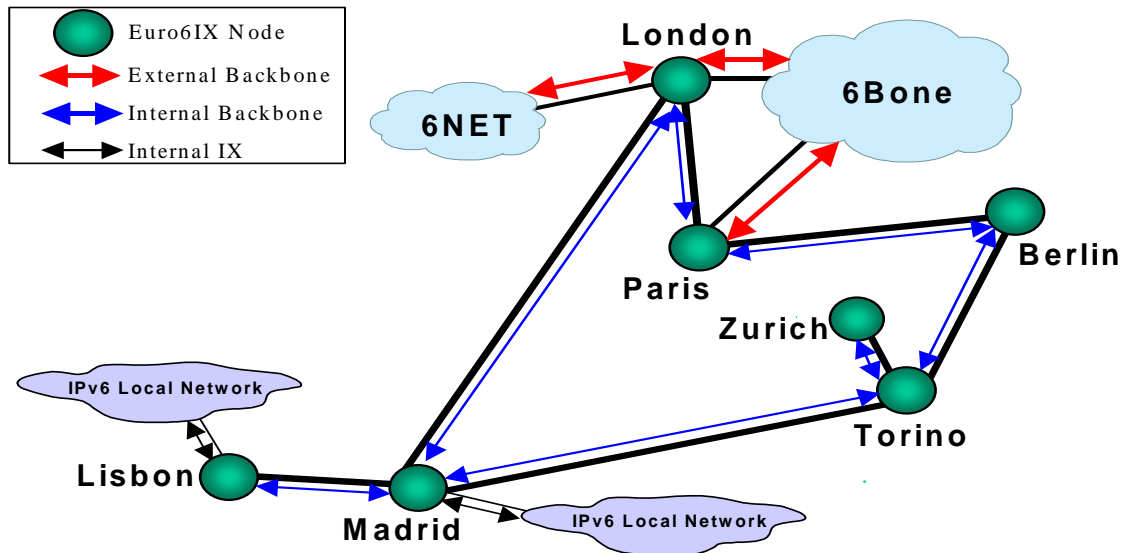 Euro6IX Node
External Backbone
Internal Backbone
Internal IX
London
6NET
6Bone
Paris
Berlin
Zurich
Torino
IPv6 Local Network
Lisbon
Madrid
IPv6 Local Network